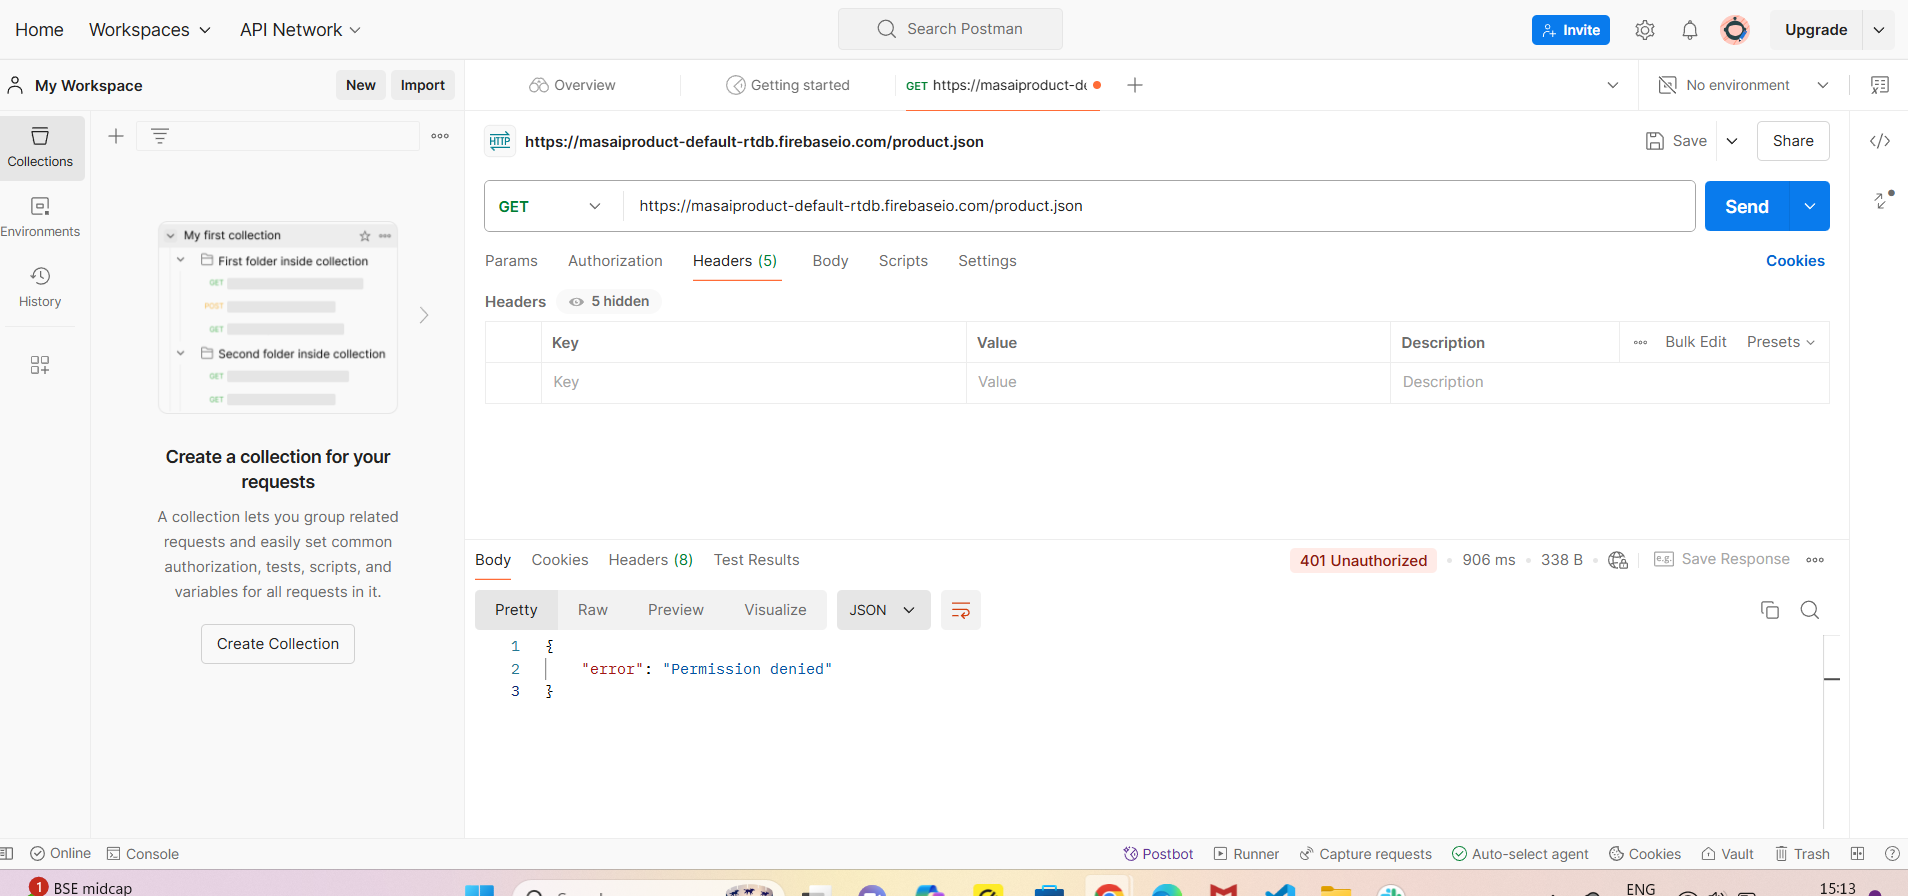 Home Workspaces API Network Search Postman Invite Upgrade
My Workspace New Import Overview Getting started GET https://masaiproduct-de No environment
Collections
Environments
History
My first collection
First folder inside collection
GET
POST
GET
Second folder inside collection
GET
GET
Create a collection for your
requests
A collection lets you group related
requests and easily set common
authorization, tests, scripts, and
variables for all requests in it.
Create Collection
HTTP https://masaiproduct-default-rtdb.firebaseio.com/product.json Save Share
GET https://masaiproduct-default-rtdb.firebaseio.com/product.json Send
Params Authorization Headers (5) Body Scripts Settings Cookies
Headers 5 hidden
Key Value Description Bulk Edit Presets
Key Value Description
Body Cookies Headers (8) Test Results 401 Unauthorized 906 ms 338 B e.g. Save Response
Pretty Raw Preview Visualize JSON
1 {
2 "error": "Permission denied"
3 }
Online Console Postbot Runner Capture requests Auto-select agent Cookies Vault Trash
1 BSE midcap ENG 15:13